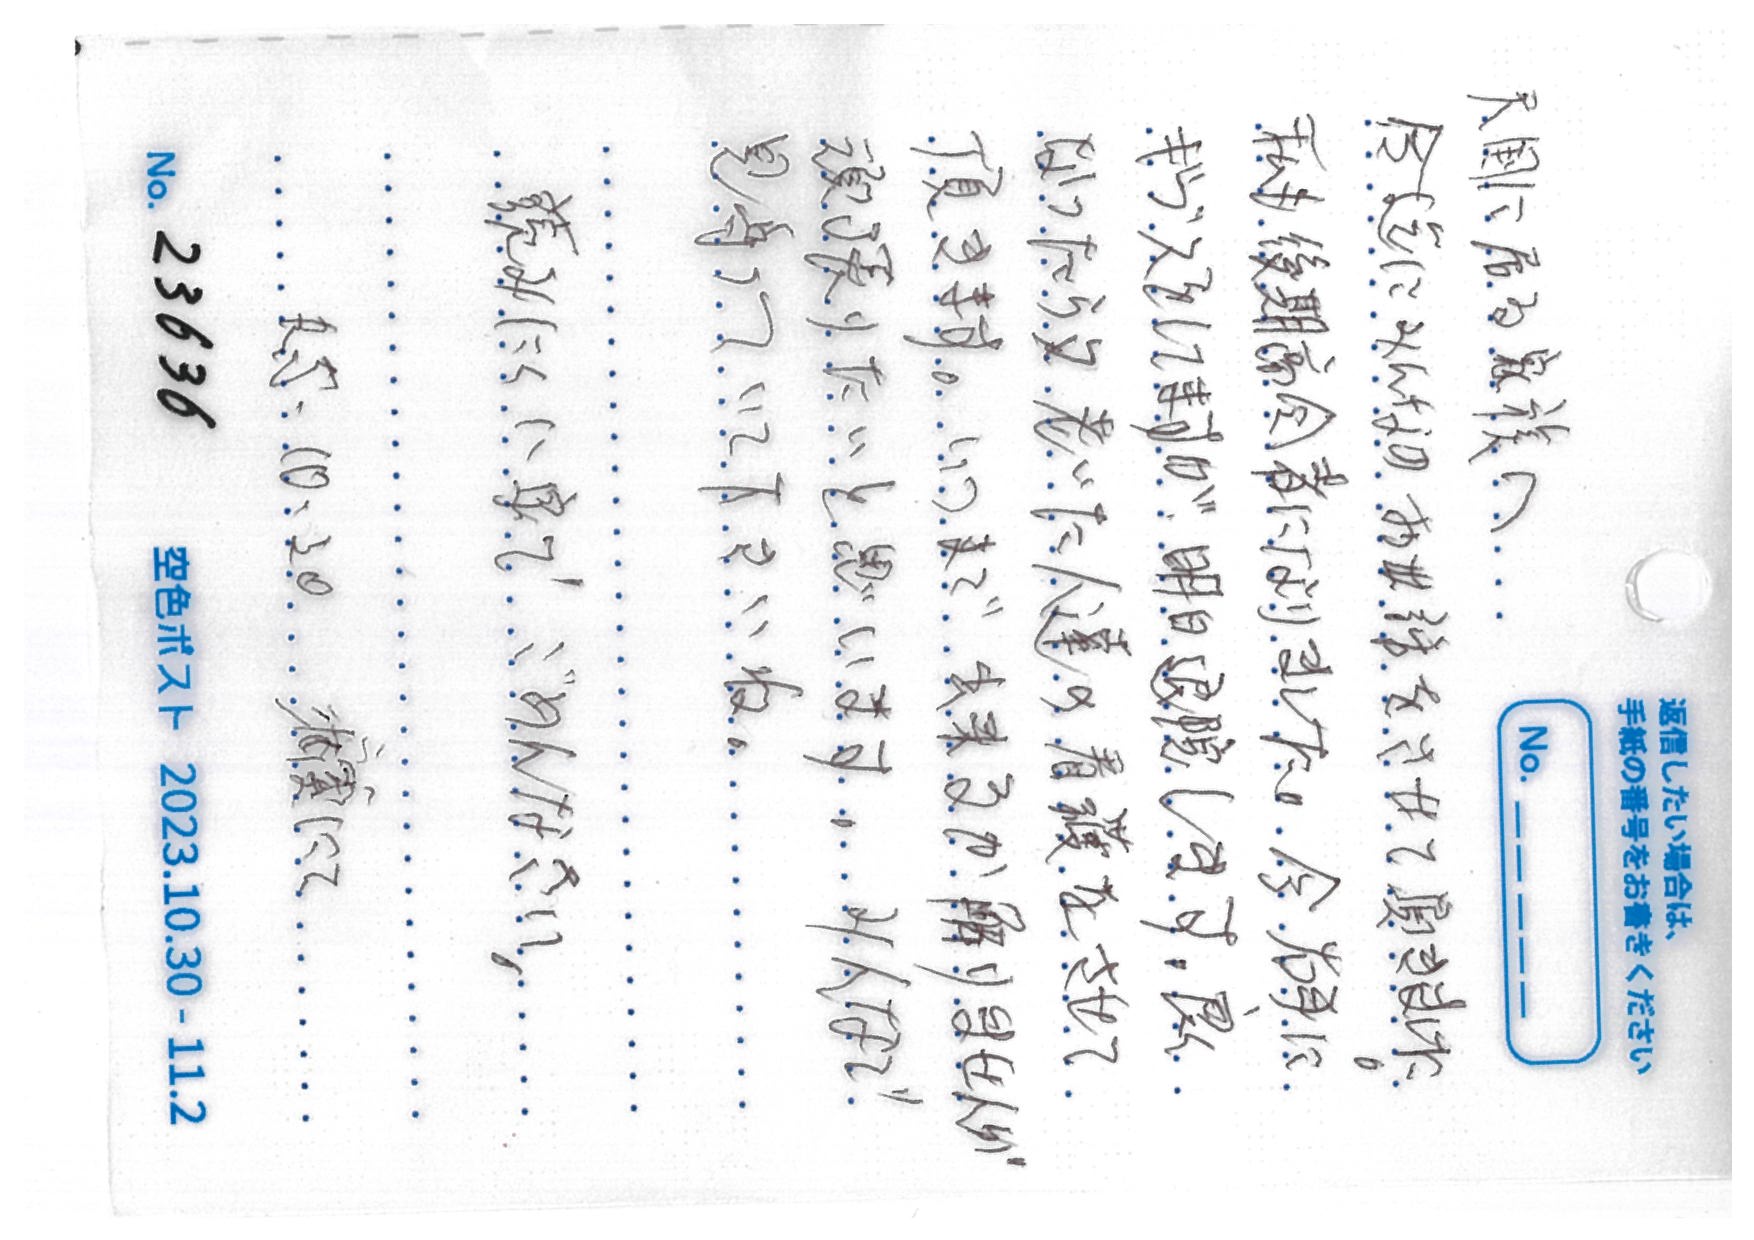 返信したい場合は、
手紙の番号をお書きください
No. _ _ _ _ _
天国に居る家族へ...
今迄にみんなのお世話をさせて頂きました。
私も後期高令者になりました。今右手に
ギブスをしてますが、明日退院します。良く
なったら又老いた人達の看護をさせて
頂きます。いつまで出来るか解りませんが
頑張りたいと思います。みんなで
見守っていて下さいね。
読みにくい字でごめんなさい。
R5.10.30 病室にて
No. 23636 空色ポスト 2023.10.30 - 11.2